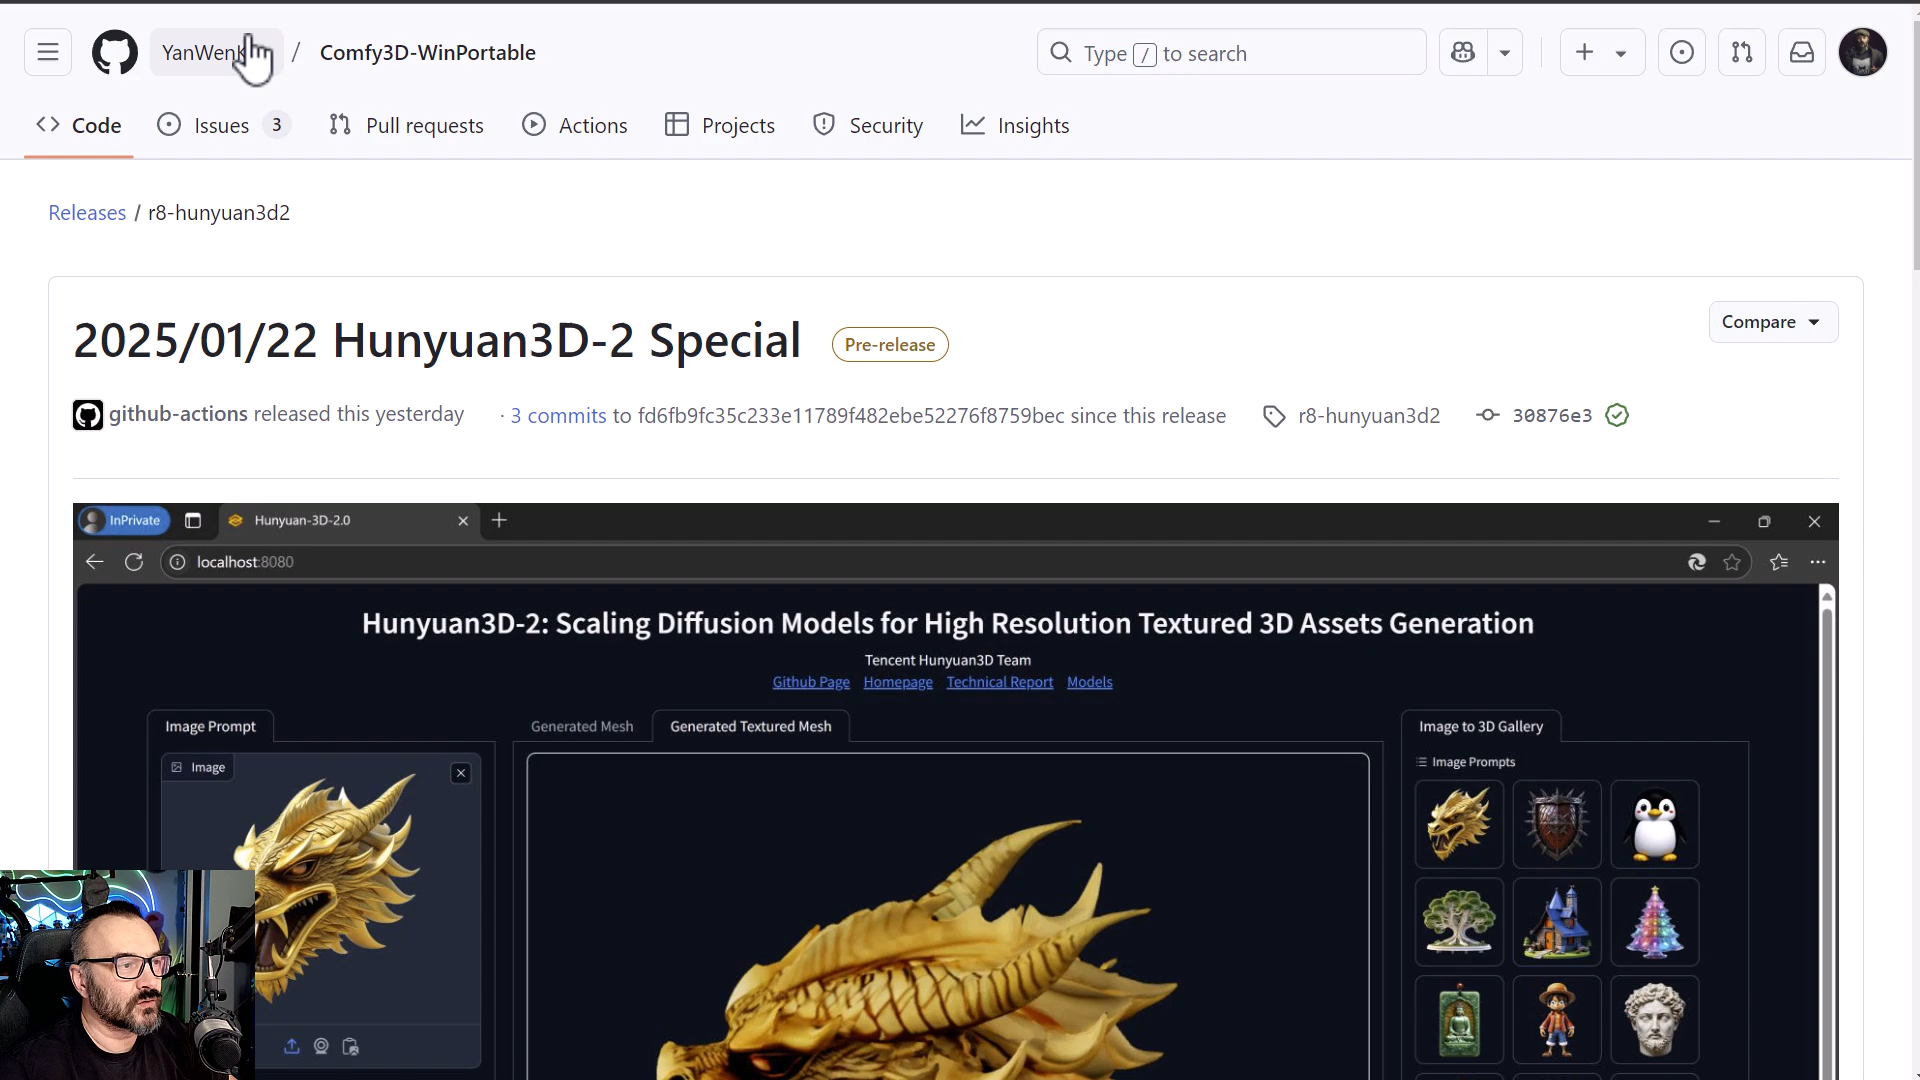 YanWenK / Comfy3D-WinPortable
Type / to search
Code
Issues 3
Pull requests
Actions
Projects
Security
Insights
Releases / r8-hunyuan3d2
2025/01/22 Hunyuan3D-2 Special
Pre-release
Compare
github-actions released this yesterday · 3 commits to fd6fb9fc35c233e11789f482ebe52276f8759bec since this release
r8-hunyuan3d2
30876e3
InPrivate
Hunyuan-3D-2.0
localhost:8080
Hunyuan3D-2: Scaling Diffusion Models for High Resolution Textured 3D Assets Generation
Tencent Hunyuan3D Team
Github Page Homepage Technical Report Models
Image Prompt
Generated Mesh
Generated Textured Mesh
Image to 3D Gallery
Image
Image Prompts